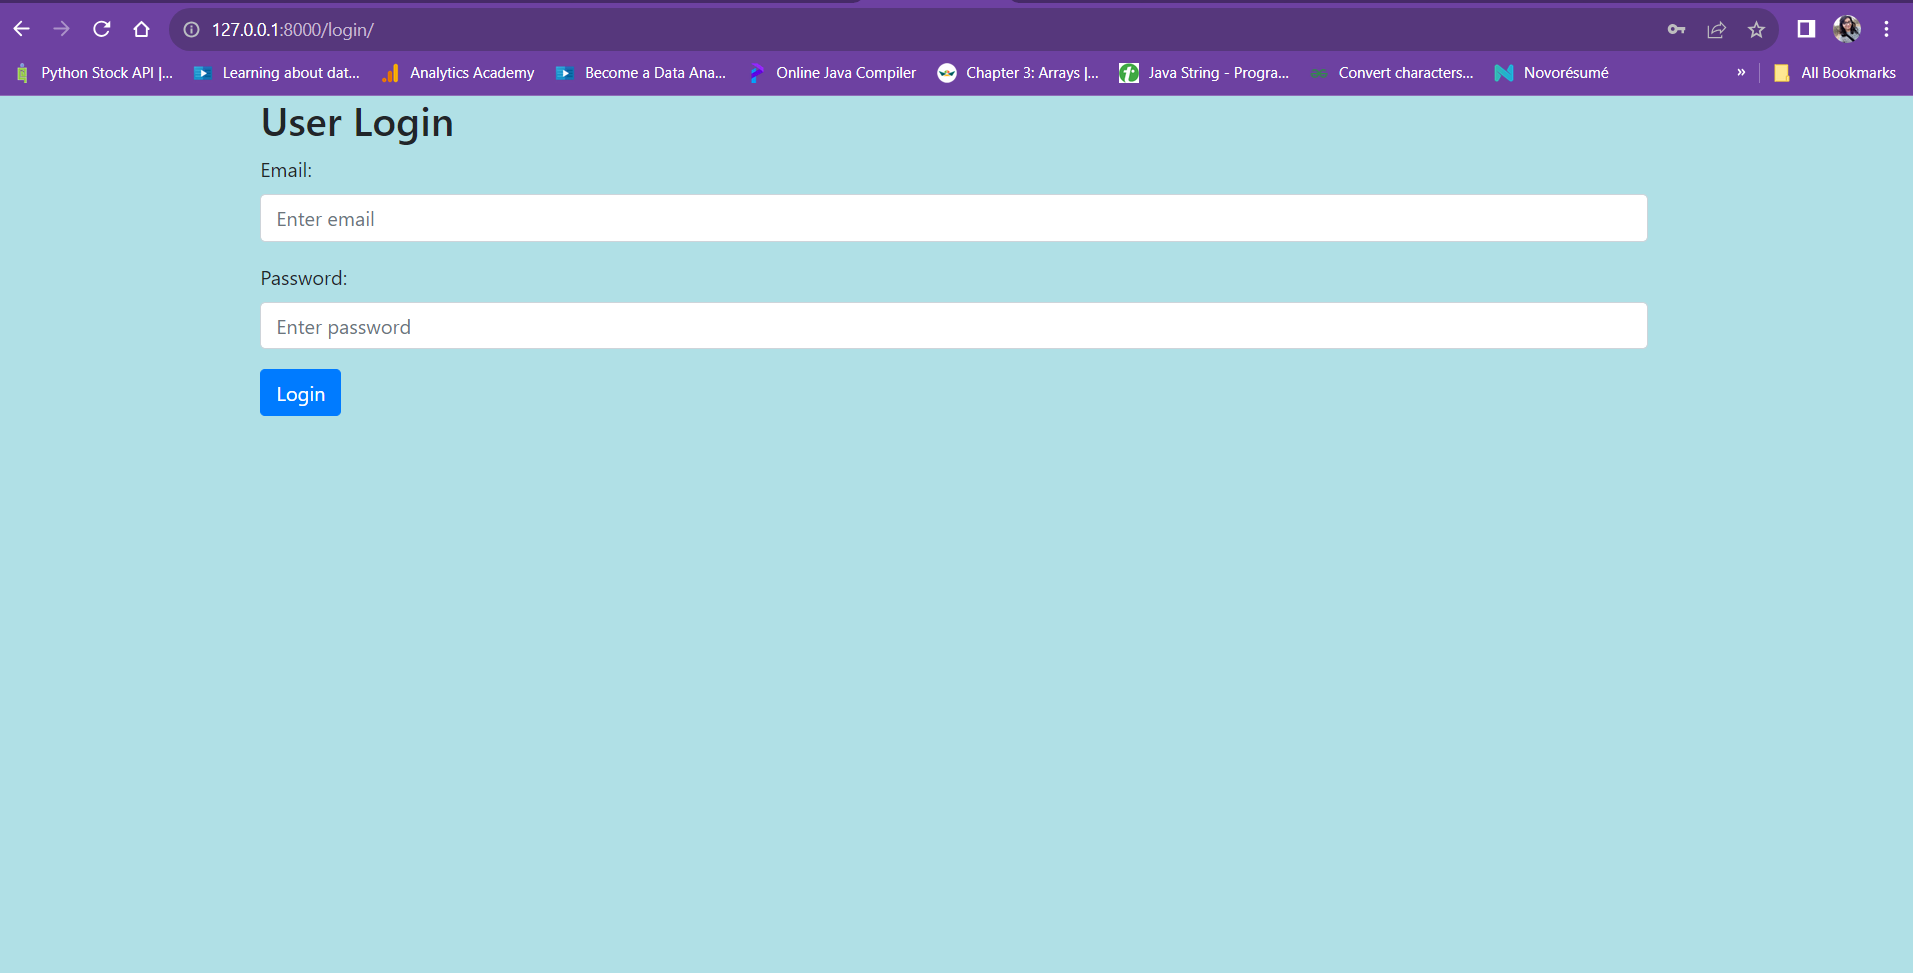 127.0.0.1:8000/login/
Python Stock API |... Learning about dat... Analytics Academy Become a Data Ana... Online Java Compiler Chapter 3: Arrays |... Java String - Progra... Convert characters... Novorésumé » All Bookmarks
User Login
Email:
Enter email
Password:
Enter password
Login